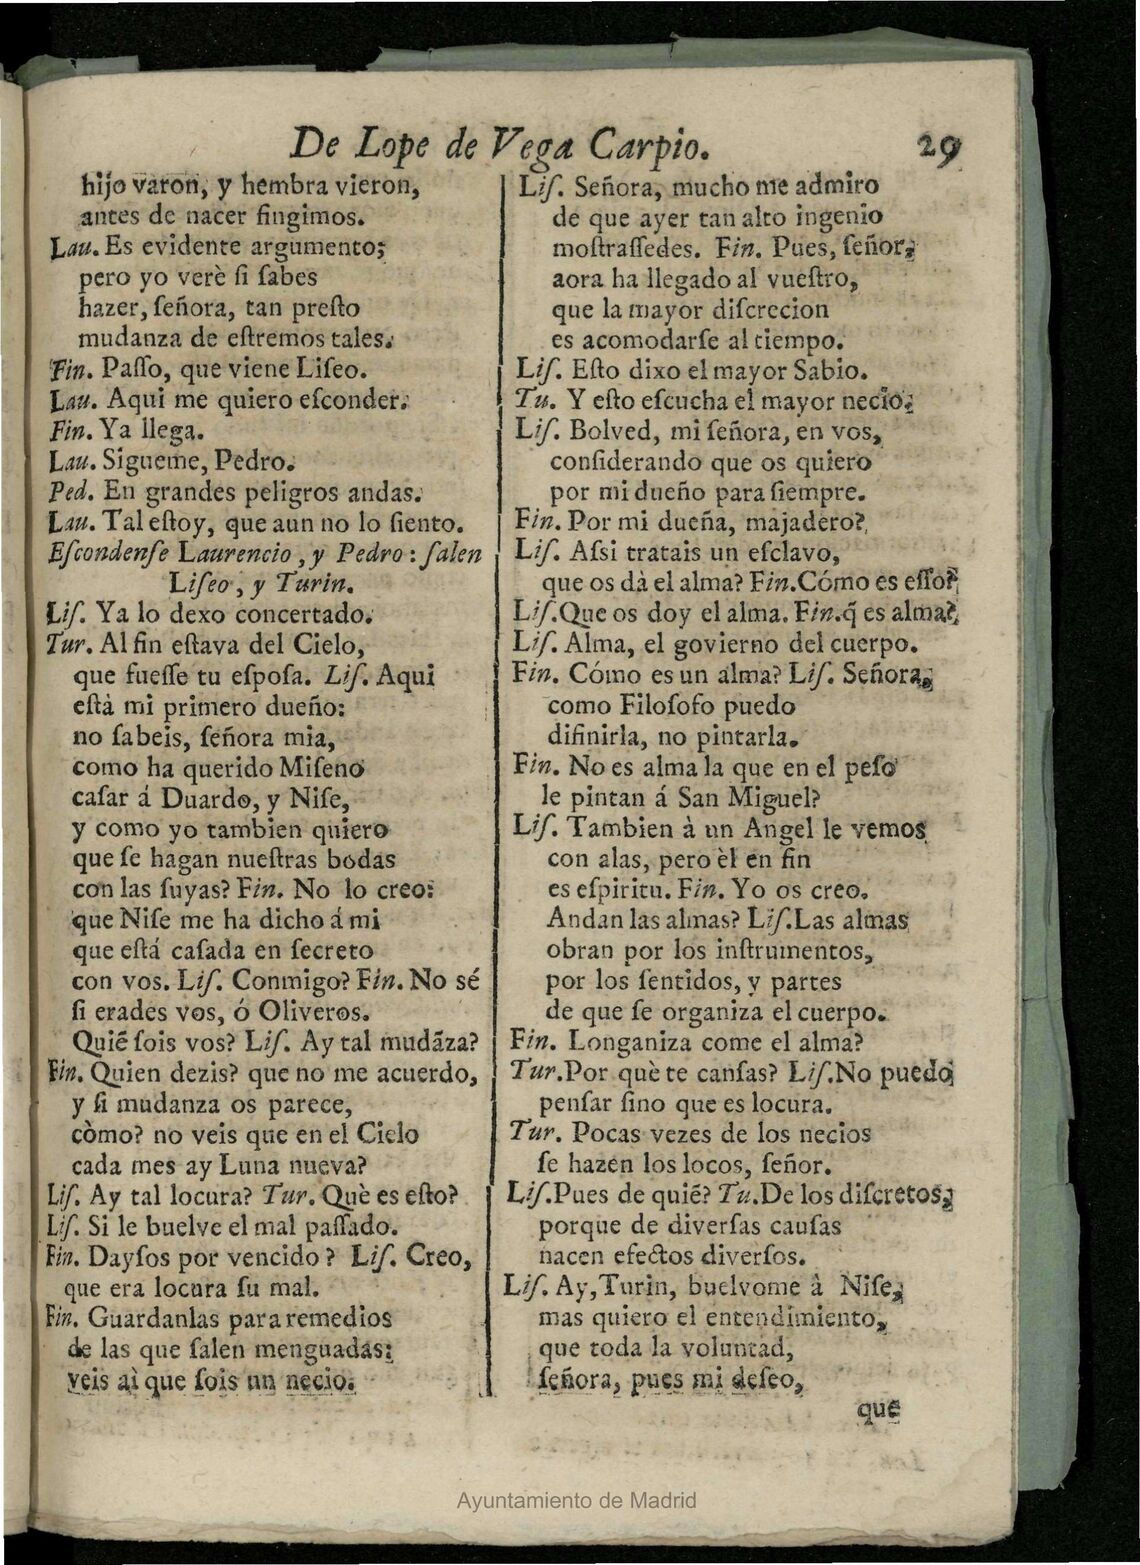 De Lope de Vega Carpio. 29
hijo varon, y hembra vieron,
antes de nacer fingimos.
Lau. Es evidente argumento;
pero yo verè si ſabes
hazer, ſeñora, tan preſto
mudanza de eſtremos tales.
Fin. Paſſo, que viene Liſeo.
Lau. Aqui me quiero eſconder.
Fin. Ya llega.
Lau. Sigueme, Pedro.
Ped. En grandes peligros andas.
Lau. Tal eſtoy, que aun no lo ſiento.
Eſcondenſe Laurencio, y Pedro: ſalen
Liſeo, y Turin.
Liſ. Ya lo dexo concertado.
Tur. Al fin eſtava del Cielo,
que fueſſe tu eſpoſa. Liſ. Aqui
eſtà mi primero dueño:
no ſabeis, ſeñora mia,
como ha querido Miſeno
caſar á Duardo, y Niſe,
y como yo tambien quiero
que ſe hagan nueſtras bodas
con las ſuyas? Fin. No lo creo:
que Niſe me ha dicho á mi
que eſtá caſada en ſecreto
con vos. Liſ. Conmigo? Fin. No sé
ſi erades vos, ó Oliveros.
Quiē ſois vos? Liſ. Ay tal mudāza?
Fin. Quien dezis? que no me acuerdo,
y ſi mudanza os parece,
còmo? no veis que en el Cielo
cada mes ay Luna nueva?
Liſ. Ay tal locura? Tur. Què es eſto?
Liſ. Si le buelve el mal paſſado.
Fin. Dayſos por vencido? Liſ. Creo,
que era locura ſu mal.
Fin. Guardanlas para remedios
de las que ſalen menguadas:
veis aì que ſois un necio.
Liſ. Señora, mucho me admiro
de que ayer tan alto ingenio
moſtraſſedes. Fin. Pues, ſeñor,
aora ha llegado al vueſtro,
que la mayor diſcrecion
es acomodarſe al tiempo.
Liſ. Eſto dixo el mayor Sabio.
Tu. Y eſto eſcucha el mayor necio.
Liſ. Bolved, mi ſeñora, en vos,
conſiderando que os quiero
por mi dueño para ſiempre.
Fin. Por mi dueña, majadero?
Liſ. Aſsi tratais un eſclavo,
que os dà el alma? Fin. Cómo es eſſo?
Liſ. Que os doy el alma. Fin. q̄ es alma?
Liſ. Alma, el govierno del cuerpo.
Fin. Cómo es un alma? Liſ. Señora,
como Filoſofo puedo
difinirla, no pintarla.
Fin. No es alma la que en el peſo
le pintan á San Miguel?
Liſ. Tambien à un Angel le vemos
con alas, pero èl en fin
es eſpiritu. Fin. Yo os creo.
Andan las almas? Liſ. Las almas
obran por los inſtrumentos,
por los ſentidos, y partes
de que ſe organiza el cuerpo.
Fin. Longaniza come el alma?
Tur. Por què te canſas? Liſ. No puedo
penſar ſino que es locura.
Tur. Pocas vezes de los necios
ſe hazen los locos, ſeñor.
Liſ. Pues de quiē? Tu. De los diſcretos,
porque de diverſas cauſas
nacen efectos diverſos.
Liſ. Ay, Turin, buelvome à Niſe,
mas quiero el entendimiento,
que toda la voluntad,
ſeñora, pues mi deſeo,
que
Ayuntamiento de Madrid